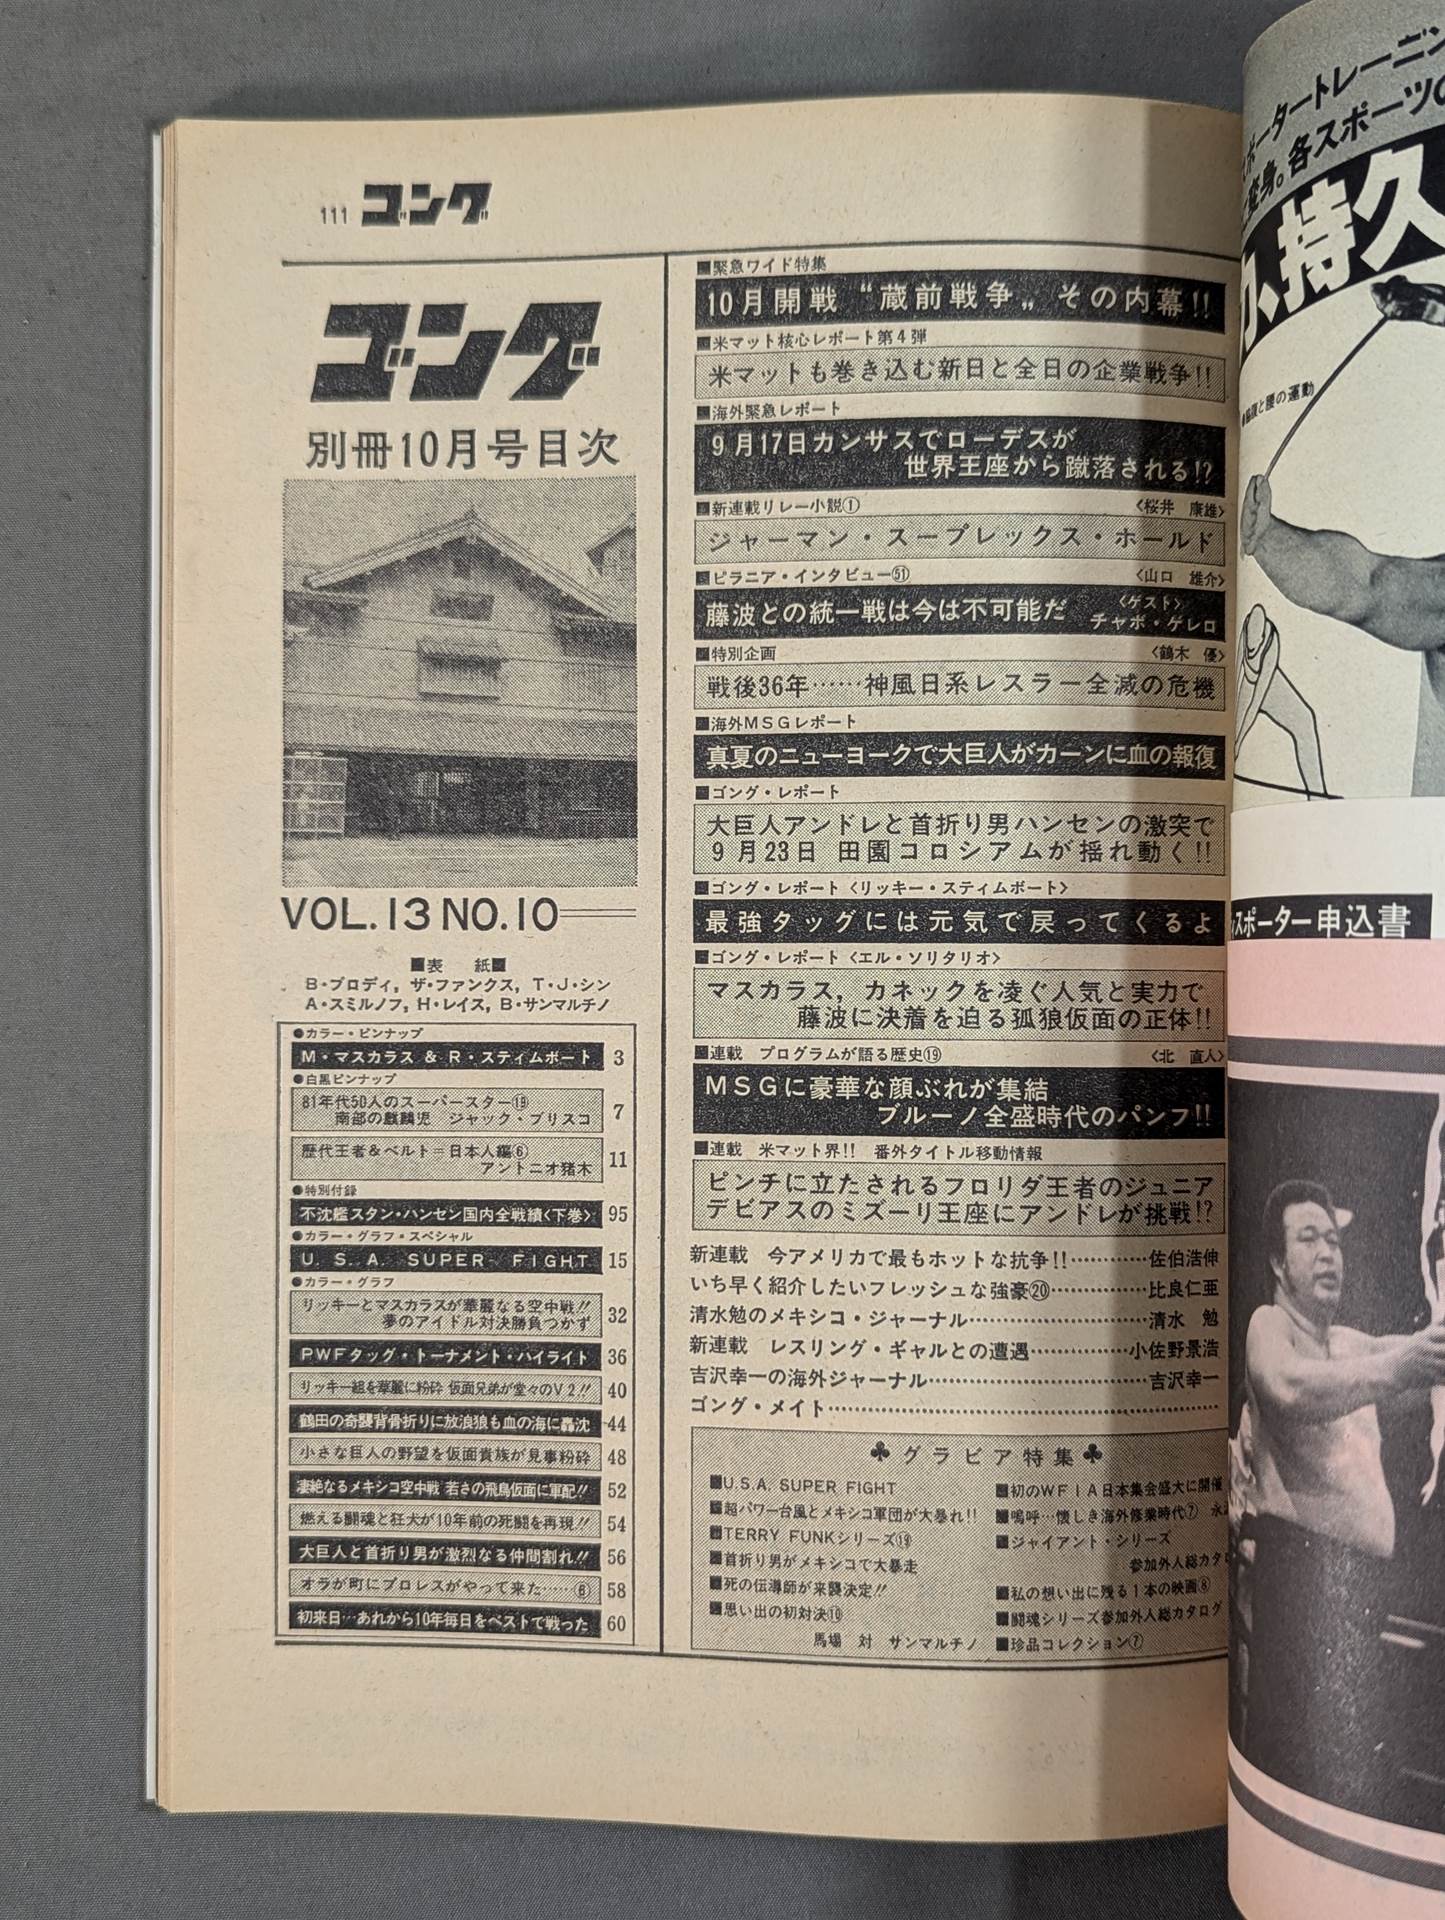 111 ゴング
ゴング
別冊10月号目次
VOL.13 NO.10
■表 紙■
B・ブロディ, ザ・ファンクス, T・J・シン
A・スミルノフ, H・レイス, B・サンマルチノ
●カラー・ピンナップ
M・マスカラス & R・スティムボート 3
●白黒ピンナップ
81年代50人のスーパースター⑲
南部の麒麟児 ジャック・ブリスコ 7
歴代王者&ベルト=日本人編⑥
アントニオ猪木 11
●特別付録
不沈艦スタン・ハンセン国内全戦績<下巻> 95
●カラー・グラフ・スペシャル
U. S. A. SUPER FIGHT 15
●カラー・グラフ
リッキーとマスカラスが華麗なる空中戦!!
夢のアイドル対決勝負つかず 32
PWFタッグ・トーナメント・ハイライト 36
リッキー組を華麗に粉砕 仮面兄弟が堂々のV2!! 40
鶴田の奇襲背骨折りに放浪狼も血の海に轟沈 44
小さな巨人の野望を仮面貴族が見事粉砕 48
凄絶なるメキシコ空中戦 若さの飛鳥仮面に軍配!! 52
燃える闘魂と狂犬が10年前の死闘を再現!! 54
大巨人と首折り男が激烈なる仲間割れ!! 56
オラが町にプロレスがやって来た……⑥ 58
初来日…あれから10年毎日をベストで戦った 60
■緊急ワイド特集
10月開戦“蔵前戦争„その内幕!!
■米マット核心レポート第4弾
米マットも巻き込む新日と全日の企業戦争!!
■海外緊急レポート
9月17日カンサスでローデスが
世界王座から蹴落される!?
■新連載リレー小説① <桜井 康雄>
ジャーマン・スープレックス・ホールド
■ピラニア・インタビュー㊿ <山口 雄介>
藤波との統一戦は今は不可能だ <ゲスト>
チャボ・ゲレロ
■特別企画 <鶴木 優>
戦後36年……神風日系レスラー全滅の危機
■海外MSGレポート
真夏のニューヨークで大巨人がカーンに血の報復
■ゴング・レポート
大巨人アンドレと首折り男ハンセンの激突で
9月23日 田園コロシアムが揺れ動く!!
■ゴング・レポート<リッキー・スティムボート>
最強タッグには元気で戻ってくるよ
■ゴング・レポート<エル・ソリタリオ>
マスカラス, カネックを凌ぐ人気と実力で
藤波に決着を迫る孤狼仮面の正体!!
■連載 プログラムが語る歴史⑲ <北 直人>
MSGに豪華な顔ぶれが集結
ブルーノ全盛時代のパンフ!!
■連載 米マット界!! 番外タイトル移動情報
ピンチに立たされるフロリダ王者のジュニア
デビアスのミズーリ王座にアンドレが挑戦!?
新連載 今アメリカで最もホットな抗争!!…………佐伯浩伸
いち早く紹介したいフレッシュな強豪⑳……………比良仁亜
清水勉のメキシコ・ジャーナル……………………清水 勉
新連載 レスリング・ギャルとの遭遇……………小佐野景浩
吉沢幸一の海外ジャーナル…………………………吉沢幸一
ゴング・メイト………………………………………
♣グラビア特集♣
■U.S.A. SUPER FIGHT
■超パワー台風とメキシコ軍団が大暴れ!!
■TERRY FUNKシリーズ⑲
■首折り男がメキシコで大暴走
■死の伝導師が来襲決定!!
■思い出の初対決⑩
馬場 対 サンマルチノ
■初のWFIA日本集会盛大に開催
■嗚呼…懐しき海外修業時代⑦
■ジャイアント・シリーズ
参加外人総カタロ
■私の想い出に残る1本の映画⑧
■闘魂シリーズ参加外人総カタログ
■珍品コレクション⑦
ポータートレーニン
変身。各スポーツの
持久
腰の運動
スポーター申込書